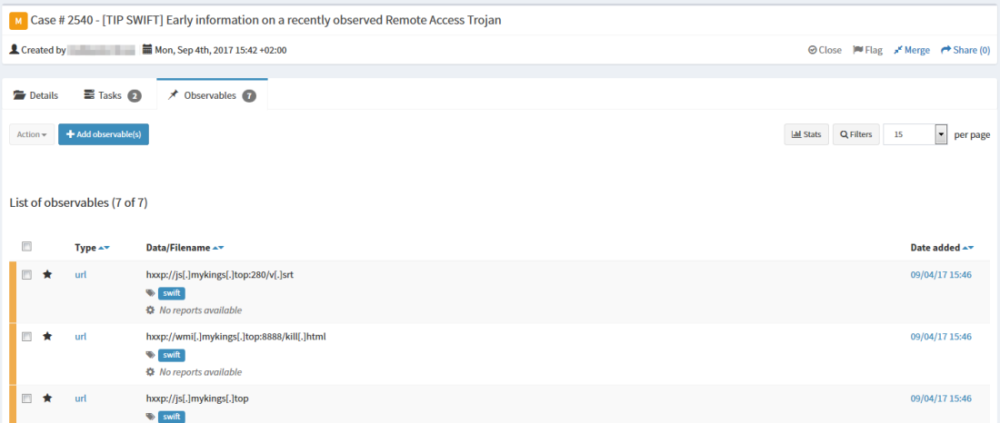 M Case # 2540 - [TIP SWIFT] Early information on a recently observed Remote Access Trojan
Created by Mon, Sep 4th, 2017 15:42 +02:00 Close Flag Merge Share (0)
Details Tasks 2 Observables 7
Action + Add observable(s) Stats Filters 15 per page
List of observables (7 of 7)
Type Data/Filename Date added
url hxxp://js[.]mykings[.]top:280/v[.]srt 09/04/17 15:46
swift
No reports available
url hxxp://wmi[.]mykings[.]top:8888/kill[.]html 09/04/17 15:46
swift
No reports available
url hxxp://js[.]mykings[.]top 09/04/17 15:46
swift